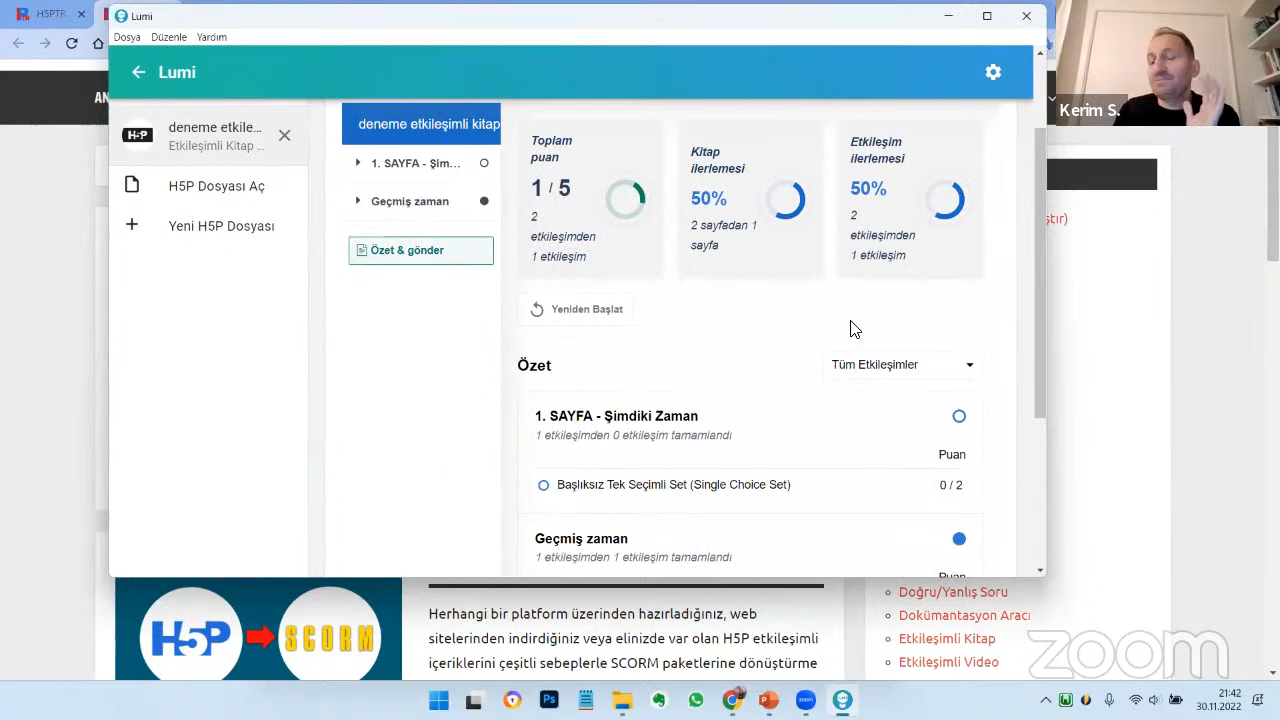 H5PTR
Lumi
Dosya Düzenle Yardım
Lumi
AN
Kerim S.
H5P
deneme etkile...
Etkileşimli Kitap ...
H5P Dosyası Aç
Yeni H5P Dosyası
deneme etkileşimli kitap
1. SAYFA - Şim...
Geçmiş zaman
Özet & gönder
Toplam
puan
1 / 5
2
etkileşimden
1 etkileşim
Kitap
ilerlemesi
50%
2 sayfadan 1
sayfa
Etkileşim
ilerlemesi
50%
2
etkileşimden
1 etkileşim
Yeniden Başlat
Özet
Tüm Etkileşimler
1. SAYFA - Şimdiki Zaman
1 etkileşimden 0 etkileşim tamamlandı
Puan
Başlıksız Tek Seçimli Set (Single Choice Set)
0 / 2
Geçmiş zaman
1 etkileşimden 1 etkileşim tamamlandı
Puan
ştır)
H5P
SCORM
Herhangi bir platform üzerinden hazırladığınız, web
sitelerinden indirdiğiniz veya elinizde var olan H5P etkileşimli
içeriklerini çeşitli sebeplerle SCORM paketlerine dönüştürme
Doğru/Yanlış Soru
Dokümantasyon Aracı
Etkileşimli Kitap
Etkileşimli Video
zoom
Ps
zoom
21:42
30.11.2022